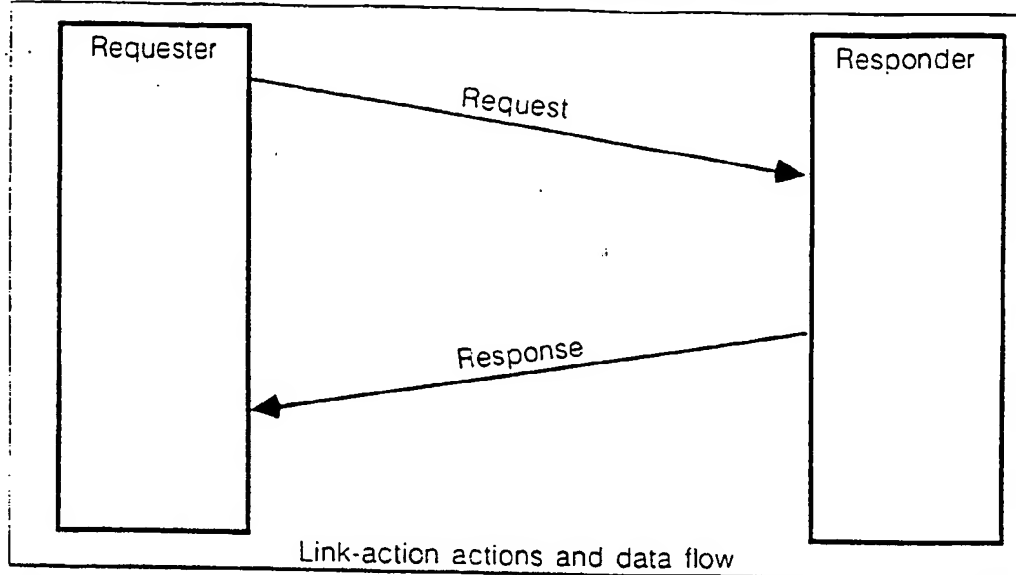 Requester
Responder
Request
Response
Link-action actions and data flow